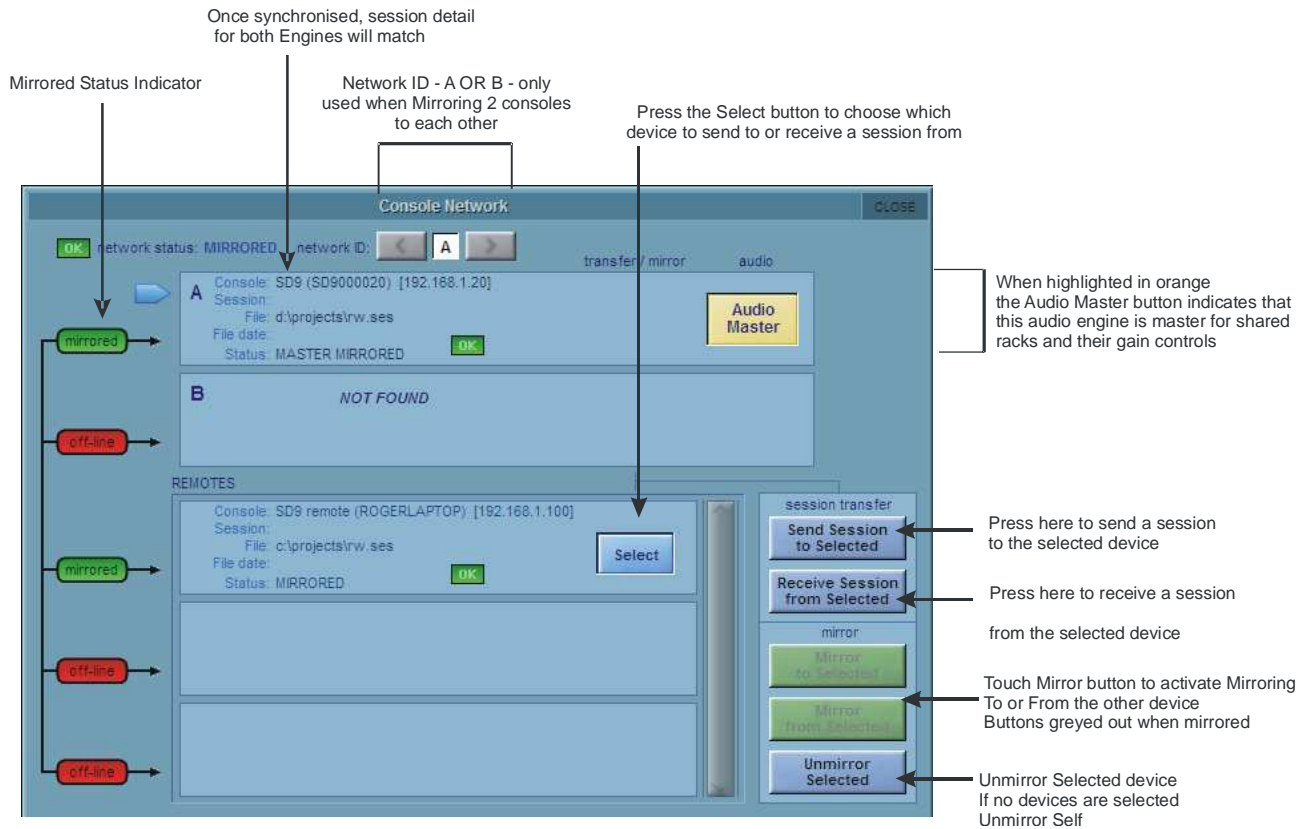 Once synchronised, session detail
for both Engines will match
Mirrored Status Indicator
Network ID - A OR B - only
used when Mirroring 2 consoles
to each other
Press the Select button to choose which
device to send to or receive a session from
Console Network
CLOSE
OK network status: MIRRORED network ID: < A >
transfer / mirror
audio
A
Console: SD9 (SD9000020) [192.168.1.20]
Session:
File: d:\projects\rw.ses
File date:
Status: MASTER MIRRORED
OK
Audio
Master
mirrored
When highlighted in orange
the Audio Master button indicates that
this audio engine is master for shared
racks and their gain controls
B
NOT FOUND
off-line
REMOTES
Console: SD9 remote (ROGERLAPTOP) [192.168.1.100]
Session:
File: c:\projects\rw.ses
File date:
Status: MIRRORED
OK
Select
mirrored
off-line
off-line
session transfer
Send Session
to Selected
Receive Session
from Selected
mirror
Mirror
to Selected
Mirror
from Selected
Unmirror
Selected
Press here to send a session
to the selected device
Press here to receive a session
from the selected device
Touch Mirror button to activate Mirroring
To or From the other device
Buttons greyed out when mirrored
Unmirror Selected device
If no devices are selected
Unmirror Self